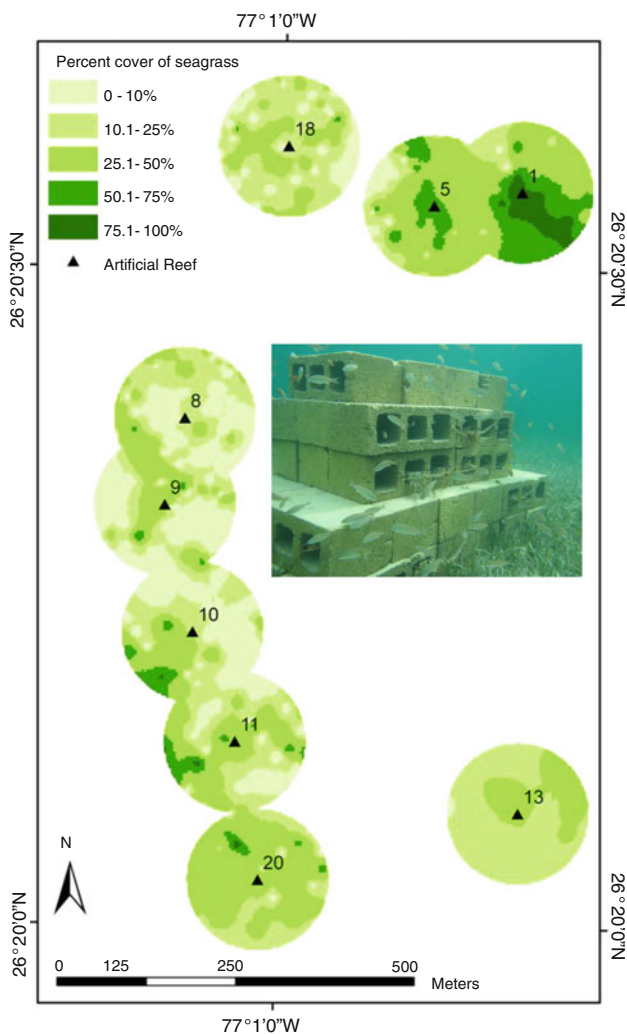 77°1'0"W
Percent cover of seagrass
0 - 10%
10.1- 25%
25.1- 50%
50.1- 75%
75.1- 100%
Artificial Reef
18
5
1
26°20'30"N
26°20'30"N
8
9
10
11
13
20
N
26°20'0"N
26°20'0"N
0 125 250 500
Meters
77°1'0"W